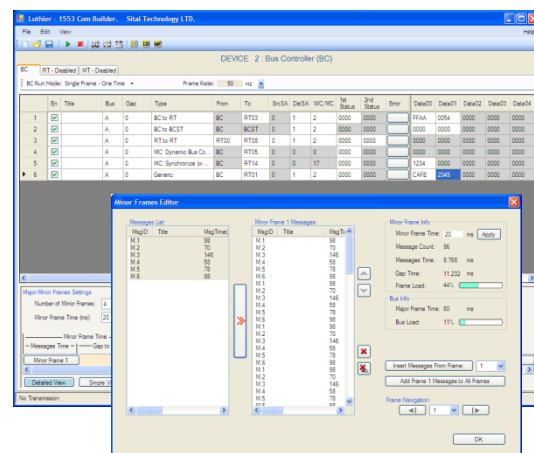 Luthier - 1553 Com Builder.   Sital Technology LTD.
File Edit View Help
DEVICE 2 : Bus Controller (BC)
BC RT - Disabled MT - Disabled
BC Run Mode: Single Frame - One Time Frame Rate: 50 Hz
En Title Bus Gap Type From To SrcSA DstSA WC/MC 1st Status 2nd Status Error Data00 Data01 Data02 Data03 Data04
1 A 0 BC to RT BC RT03 0 1 2 0000 0000 FFAA 0054 0000 0000 0000
2 A 0 BC to BCST BC BCST 0 1 2 0000 0000 0000 0000 0000 0000 0000
3 A 0 RT to RT RT00 RT08 0 1 2 0000 0000 0000 0000 0000 0000 0000
4 A 0 MC: Dynamic Bus Co... BC RT05 0 0 0 0000 0000 0000 0000 0000 0000 0000
5 A 0 MC: Synchronize (w ... BC RT14 0 0 17 0000 0000 1234 0000 0000 0000 0000
6 A 0 Generic BC RT01 0 1 2 0000 0000 CAFE 2345 0000 0000 0000
Minor Frames Editor
Messages List:
MsgID Title MsgTime
M.1 98
M.2 70
M.3 146
M.4 58
M.5 78
M.6 98
Minor Frame 1 Messages:
MsgID Title MsgTi
M.1 98
M.2 70
M.3 146
M.4 58
M.5 78
M.6 98
M.1 98
M.2 70
M.3 146
M.4 58
M.5 78
M.6 98
M.1 98
M.2 70
M.3 146
M.4 58
M.5 78
M.6 98
M.1 98
M.2 70
M.3 146
M.4 58
M.5 78
Minor Frame Info
Minor Frame Time: 20 ms Apply
Message Count: 96
Messages Time: 8.768 ms
Gap Time: 11.232 ms
Frame Load: 44%
Bus Info
Major Frame Time: 80 ms
Bus Load: 11%
Insert Messages From Frame: 1
Add Frame 1 Messages to All Frames
Frame Navigation:
1
OK
Major-Minor Frames Settings
Number of Minor Frames: 4
Minor Frame Time (ms): 20
Minor Frame Time
Messages Time Gap to
Minor Frame 1
Detailed View Simple V
No Transmission